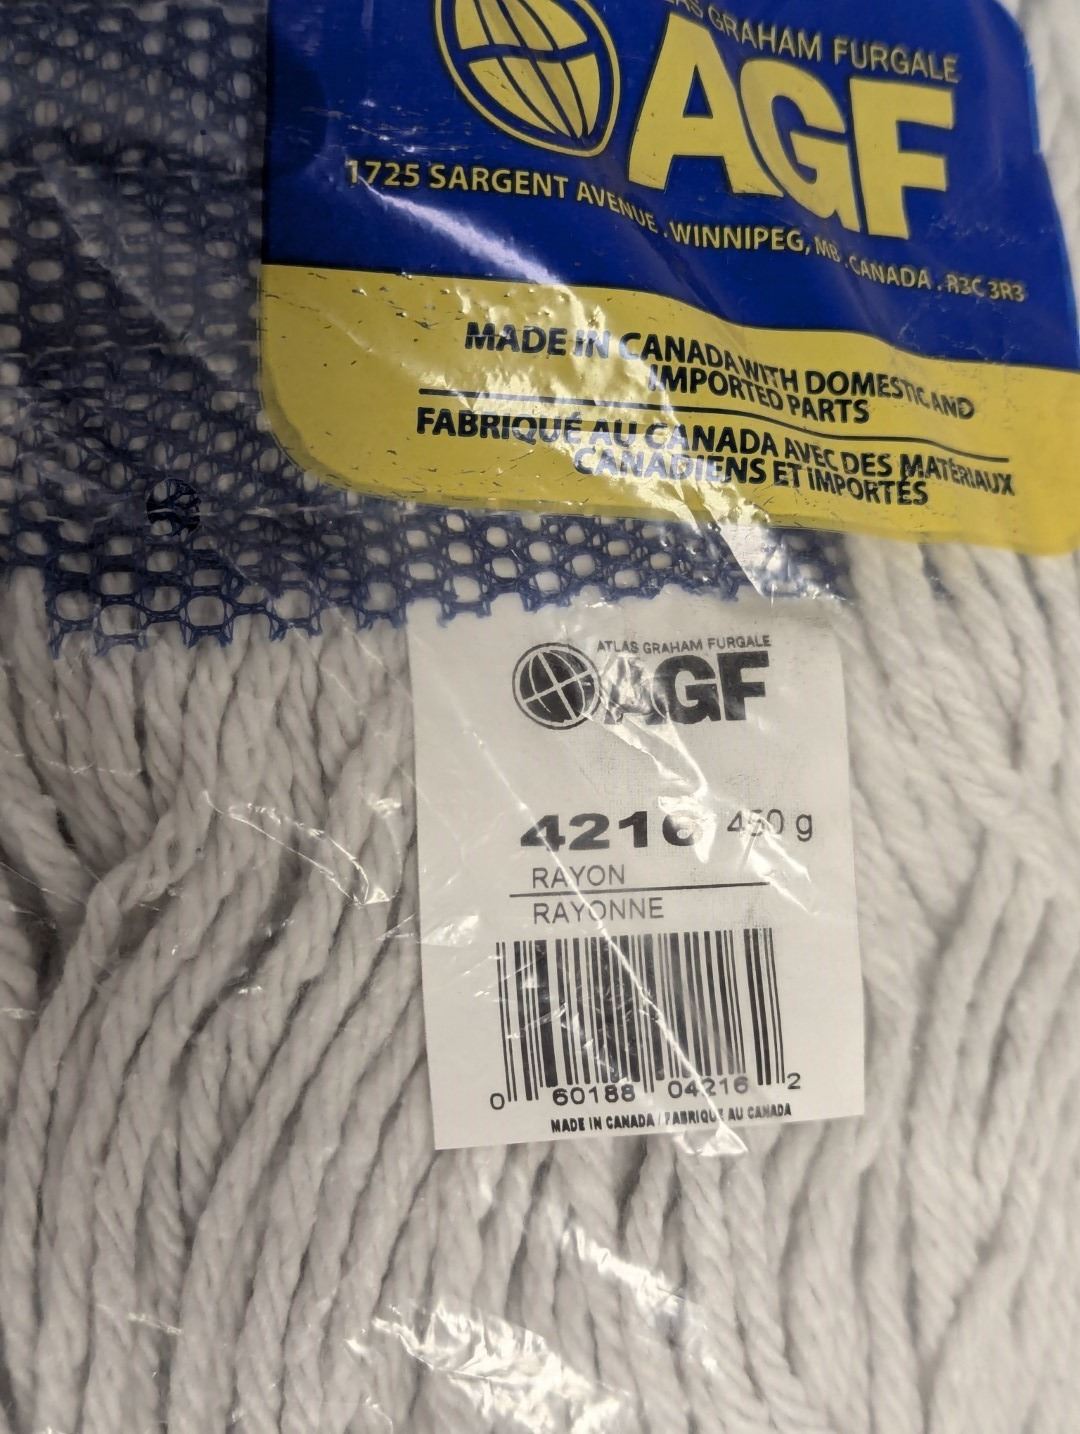 GRAHAM FURGALE
AGF
1725 SARGENT AVENUE . WINNIPEG, MB . CANADA . R3C 3R3
MADE IN CANADA WITH DOMESTIC AND
IMPORTED PARTS
FABRIQUÉ AU CANADA AVEC DES MATÉRIAUX
CANADIENS ET IMPORTÉS
ATLAS GRAHAM FURGALE
AGF
4216 450 g
RAYON
RAYONNE
0 60188 04216 2
MADE IN CANADA / FABRIQUÉ AU CANADA